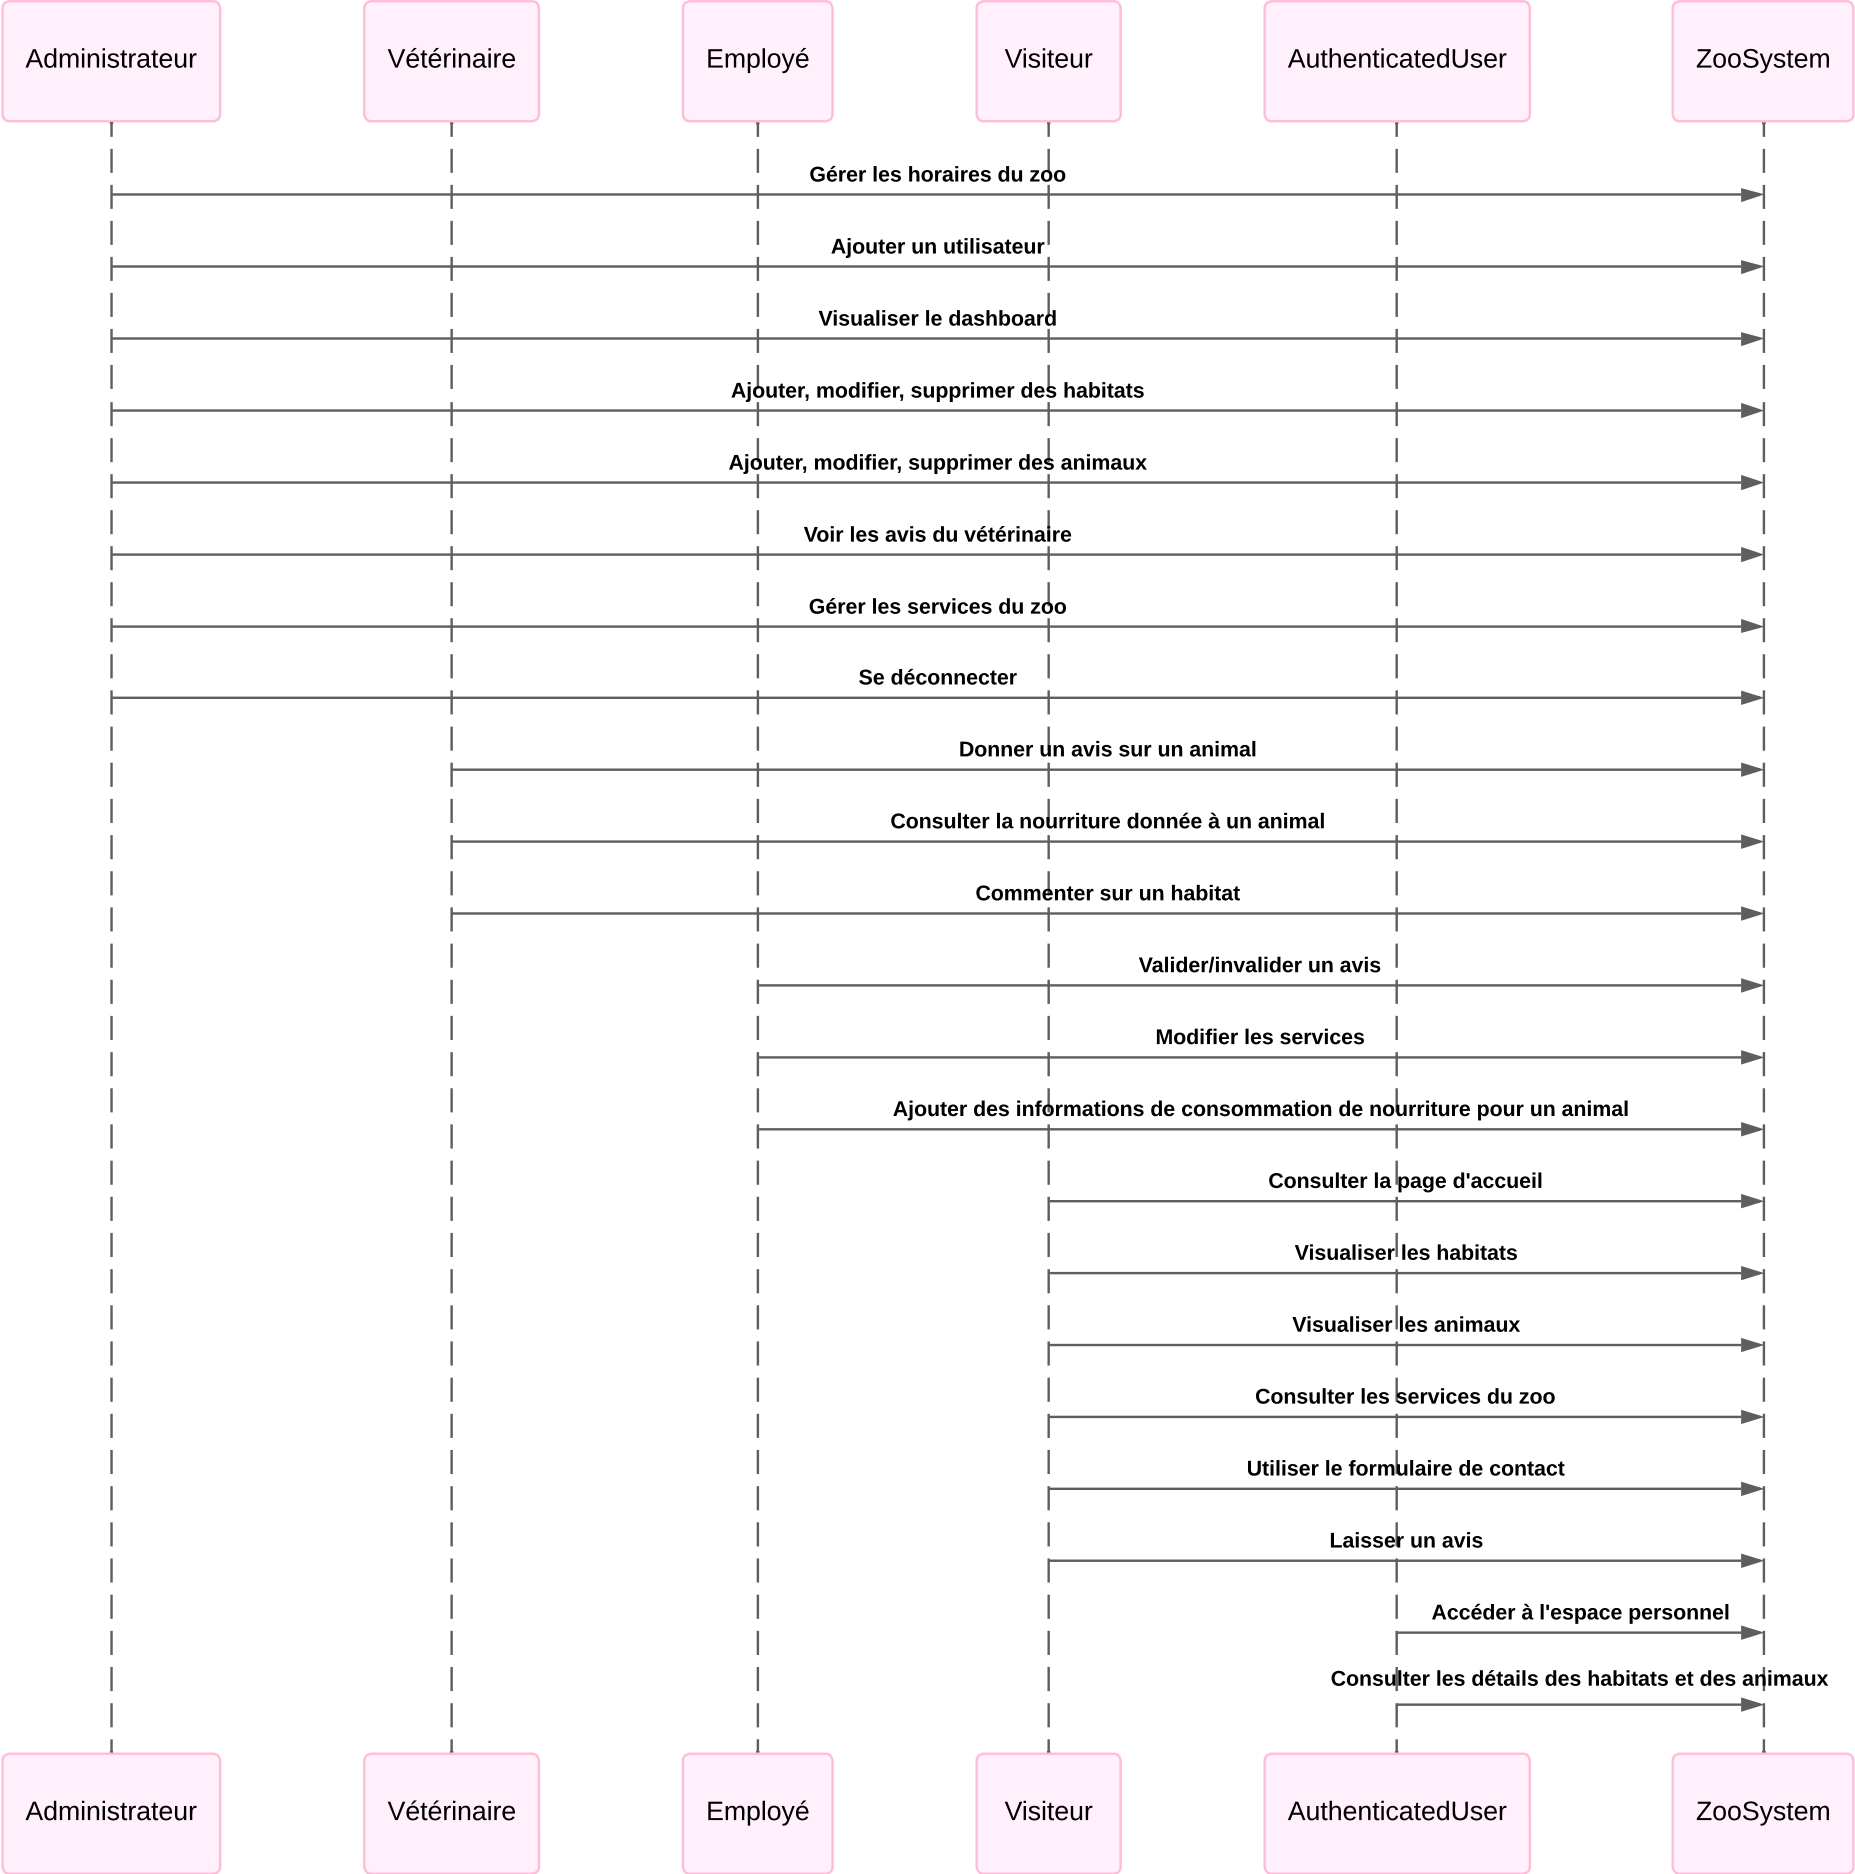 Administrateur
Vétérinaire
Employé
Visiteur
AuthenticatedUser
ZooSystem
Gérer les horaires du zoo
Ajouter un utilisateur
Visualiser le dashboard
Ajouter, modifier, supprimer des habitats
Ajouter, modifier, supprimer des animaux
Voir les avis du vétérinaire
Gérer les services du zoo
Se déconnecter
Donner un avis sur un animal
Consulter la nourriture donnée à un animal
Commenter sur un habitat
Valider/invalider un avis
Modifier les services
Ajouter des informations de consommation de nourriture pour un animal
Consulter la page d'accueil
Visualiser les habitats
Visualiser les animaux
Consulter les services du zoo
Utiliser le formulaire de contact
Laisser un avis
Accéder à l'espace personnel
Consulter les détails des habitats et des animaux
Administrateur
Vétérinaire
Employé
Visiteur
AuthenticatedUser
ZooSystem